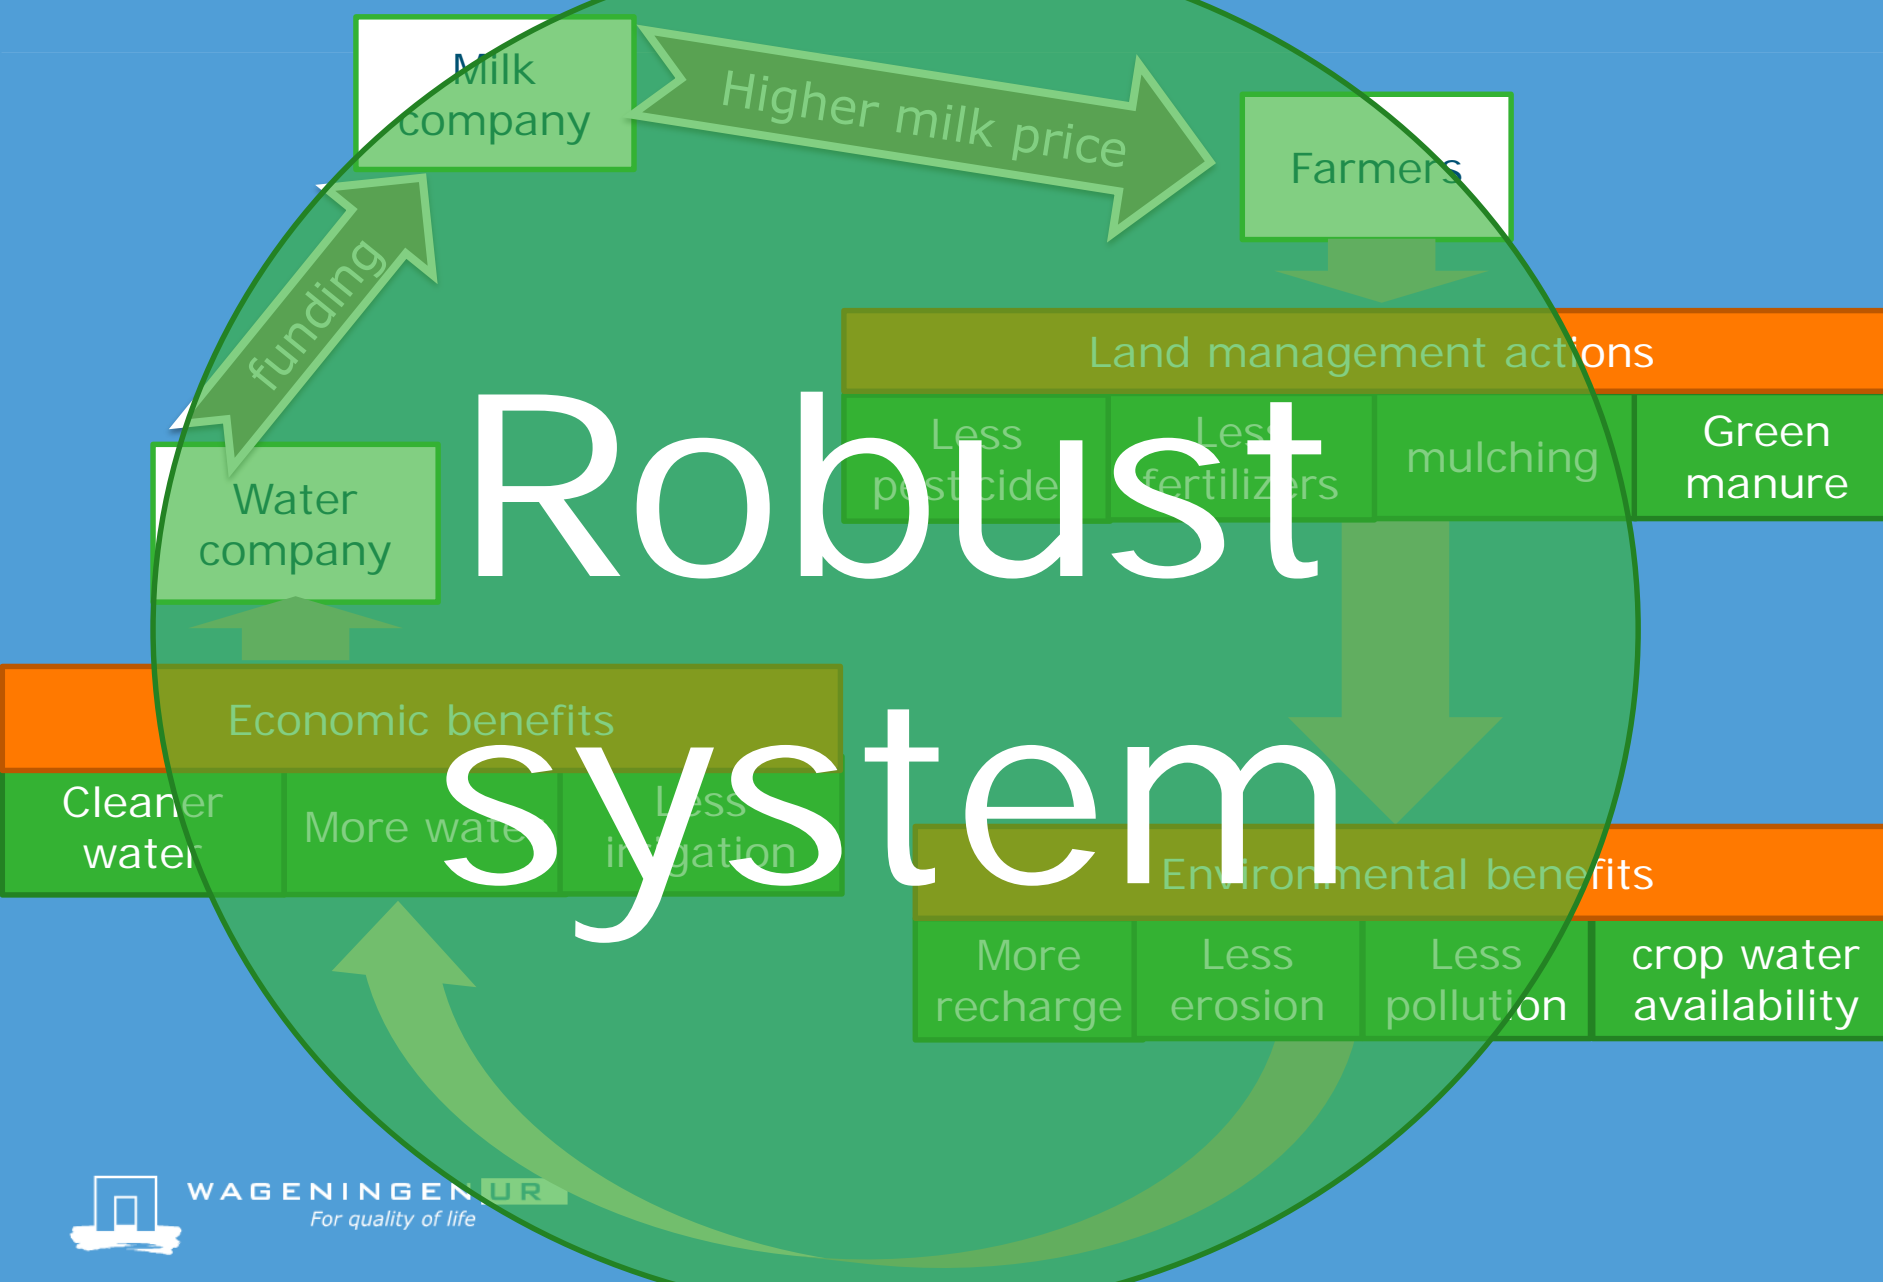 Milk
company
Higher milk price
Farmers
funding
Land management actions
Less
pesticide
Less
fertilizers
mulching
Green
manure
Water
company
Robust
system
Economic benefits
Cleaner
water
More water
Less
irrigation
Environmental benefits
More
recharge
Less
erosion
Less
pollution
crop water
availability
WAGENINGEN UR
For quality of life